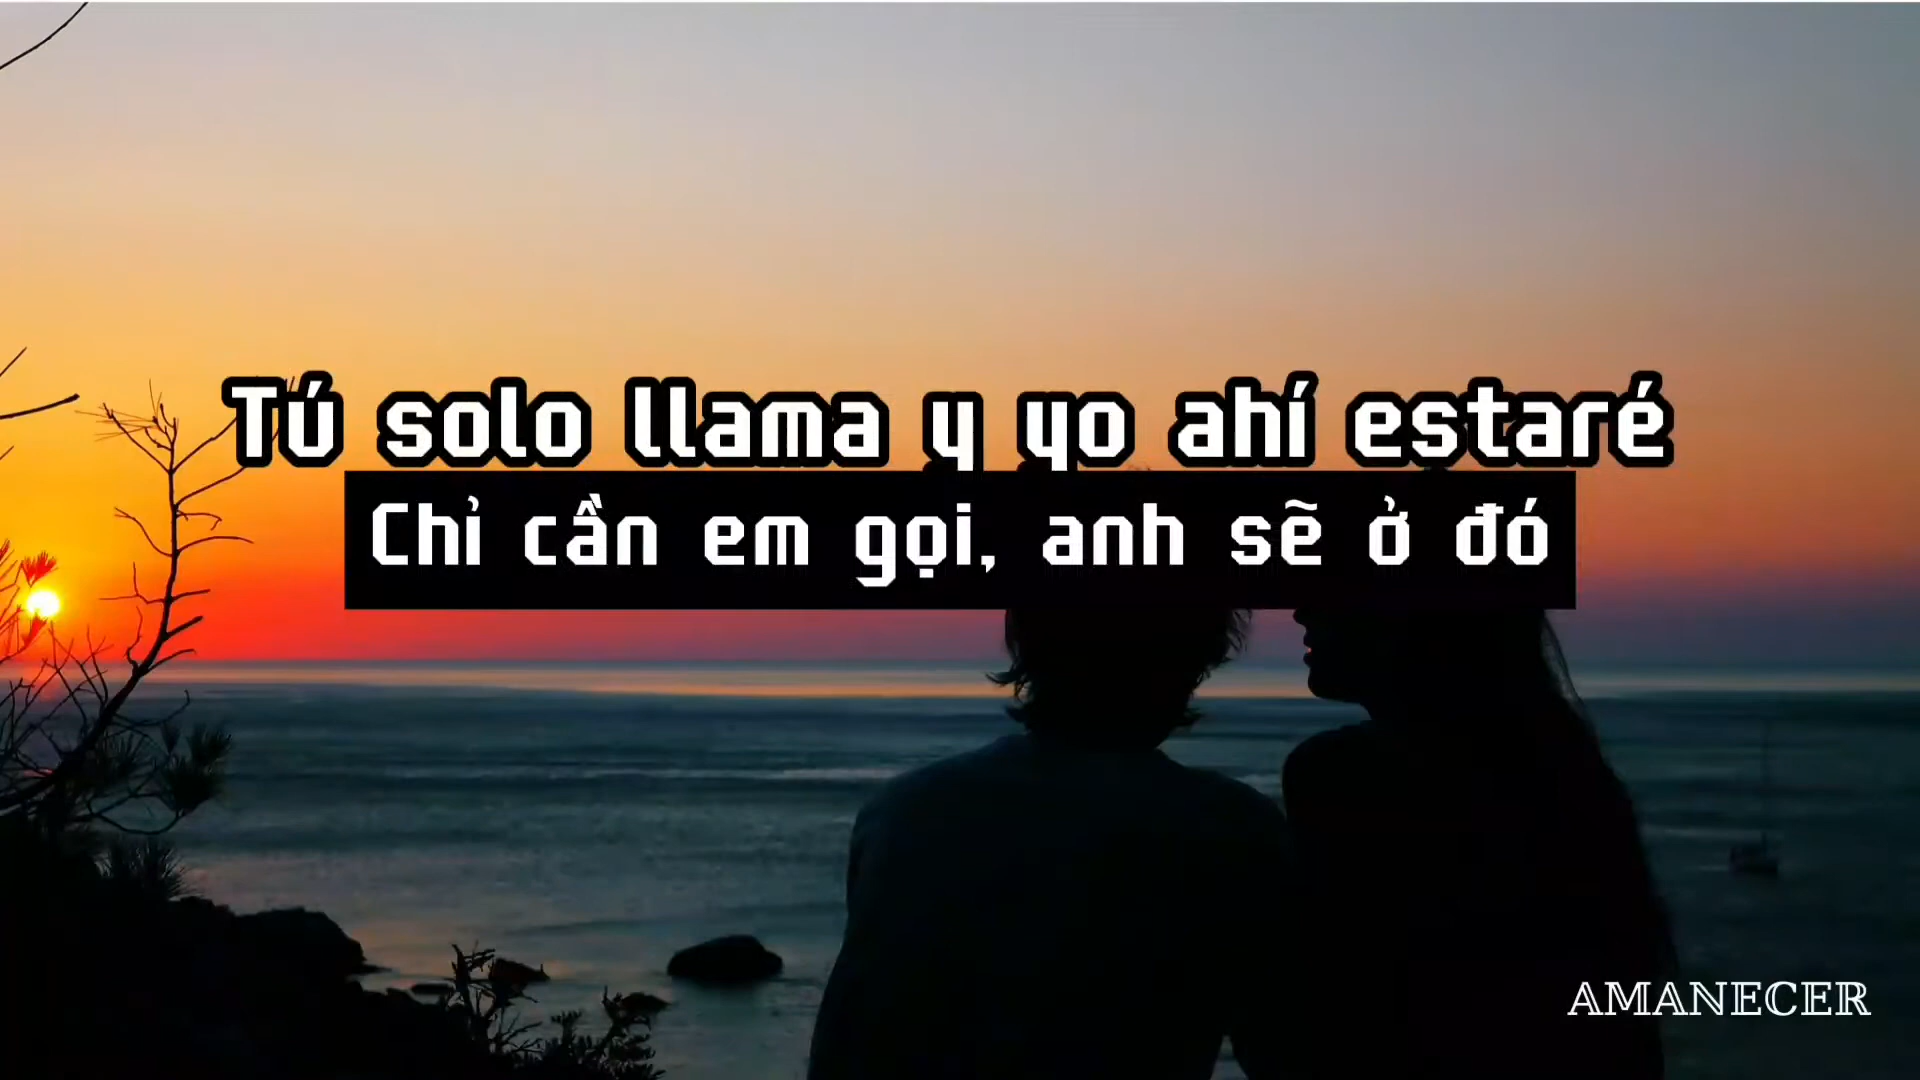 Tú solo llama y yo ahí estaré
Chỉ cần em gọi, anh sẽ ở đó
AMANECER